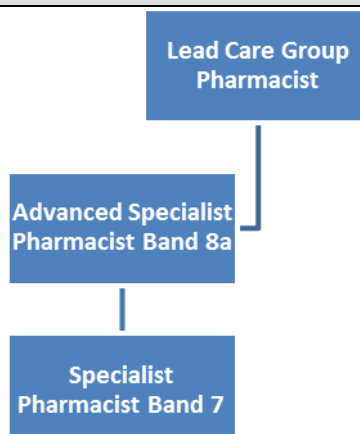 Lead Care Group
Pharmacist
Advanced Specialist
Pharmacist Band 8a
Specialist
Pharmacist Band 7